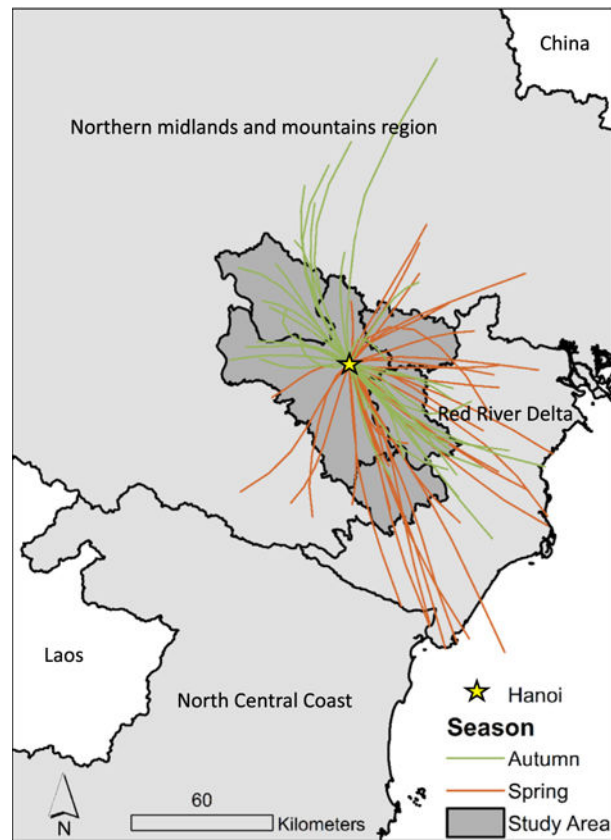 China
Northern midlands and mountains region
Red River Delta
Laos
North Central Coast
Hanoi
Season
Autumn
Spring
Study Area
60
Kilometers
N